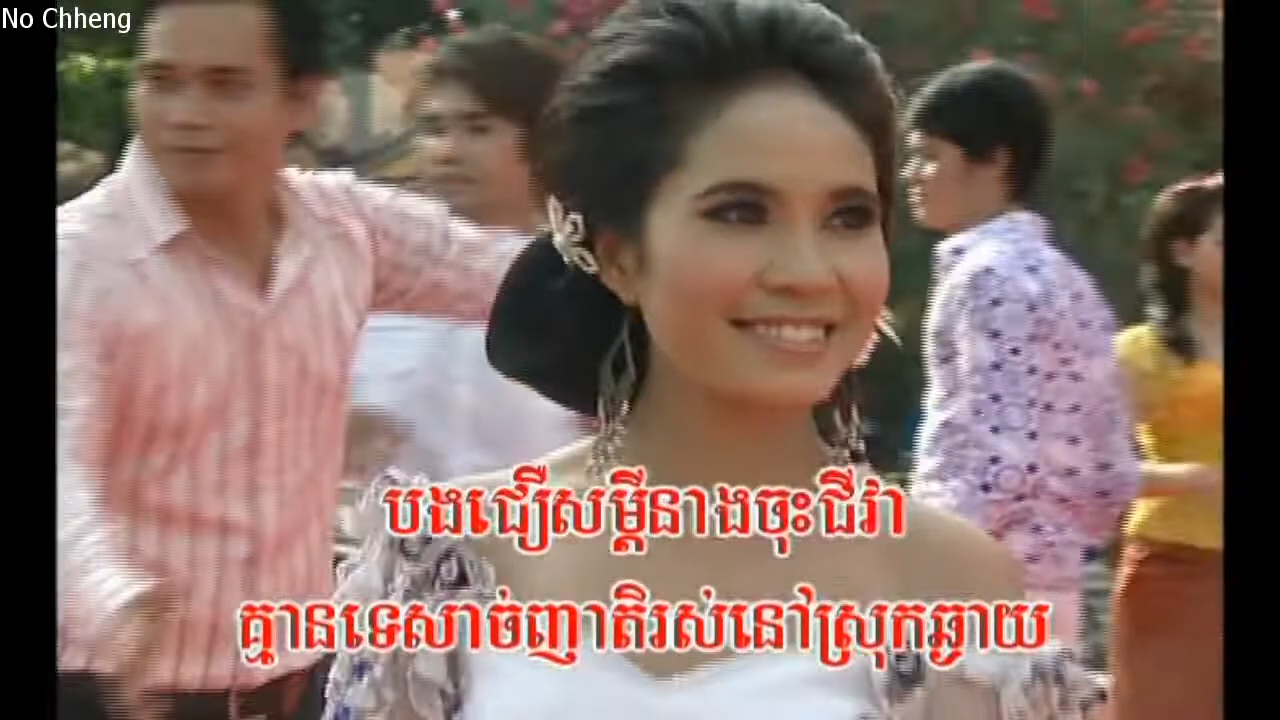 No Chheng
បងជឿសម្ដីនាងចុះជីវា
គ្មានទេសាច់ញាតិរស់នៅស្រុកឆ្ងាយ